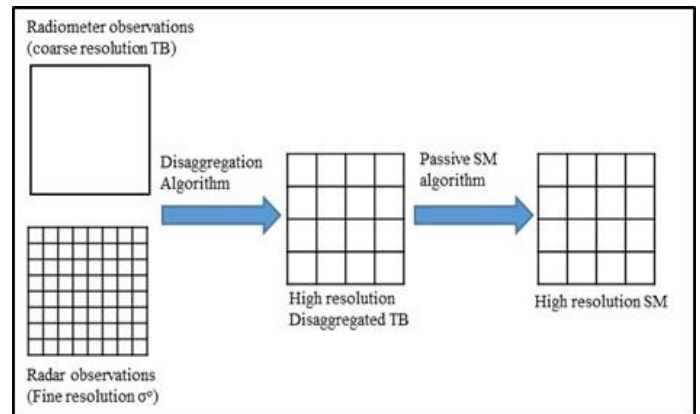 Radiometer observations
(coarse resolution TB)
Disaggregation
Algorithm
Passive SM
algorithm
High resolution
Disaggregated TB
High resolution SM
Radar observations
(Fine resolution σ⁰)